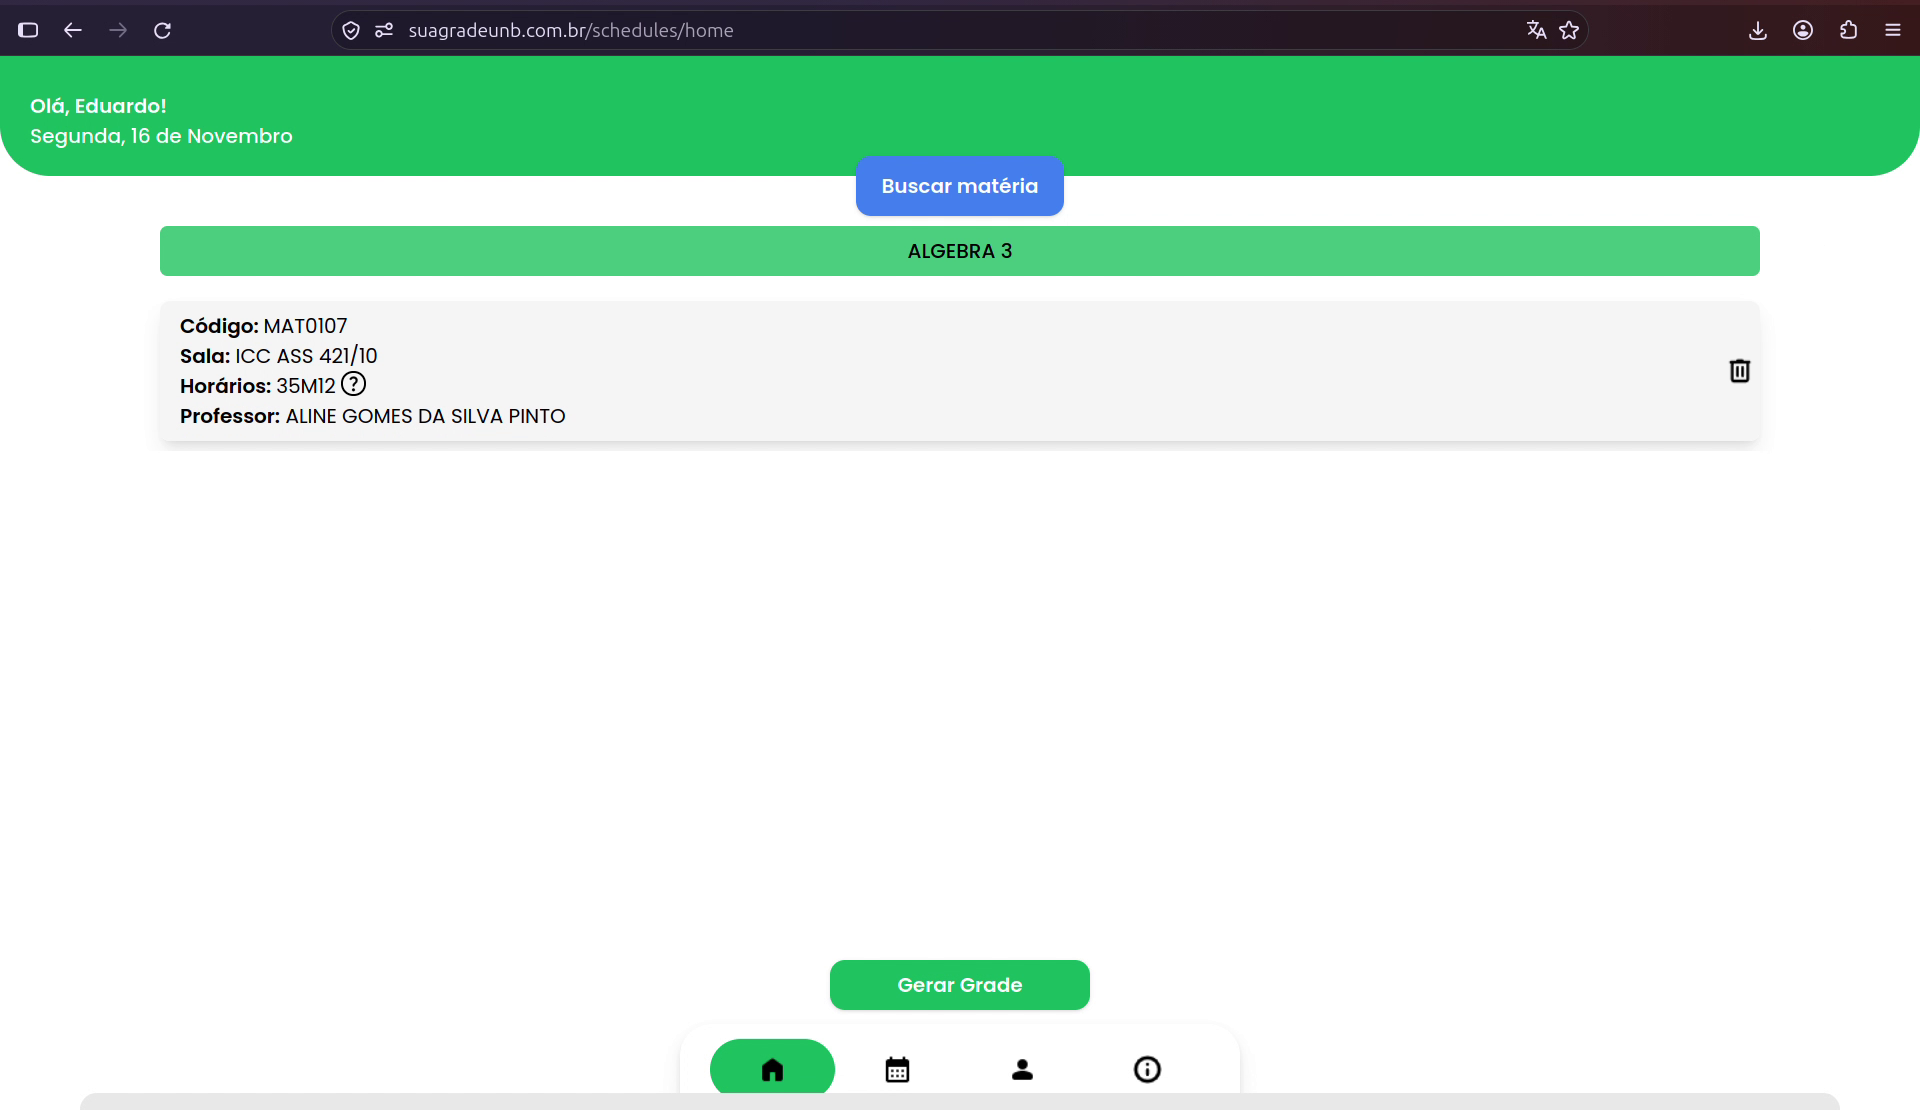 suagradeunb.com.br/schedules/home
Olá, Eduardo!
Segunda, 16 de Novembro
Buscar matéria
ALGEBRA 3
Código: MAT0107
Sala: ICC ASS 421/10
Horários: 35M12
Professor: ALINE GOMES DA SILVA PINTO
Gerar Grade